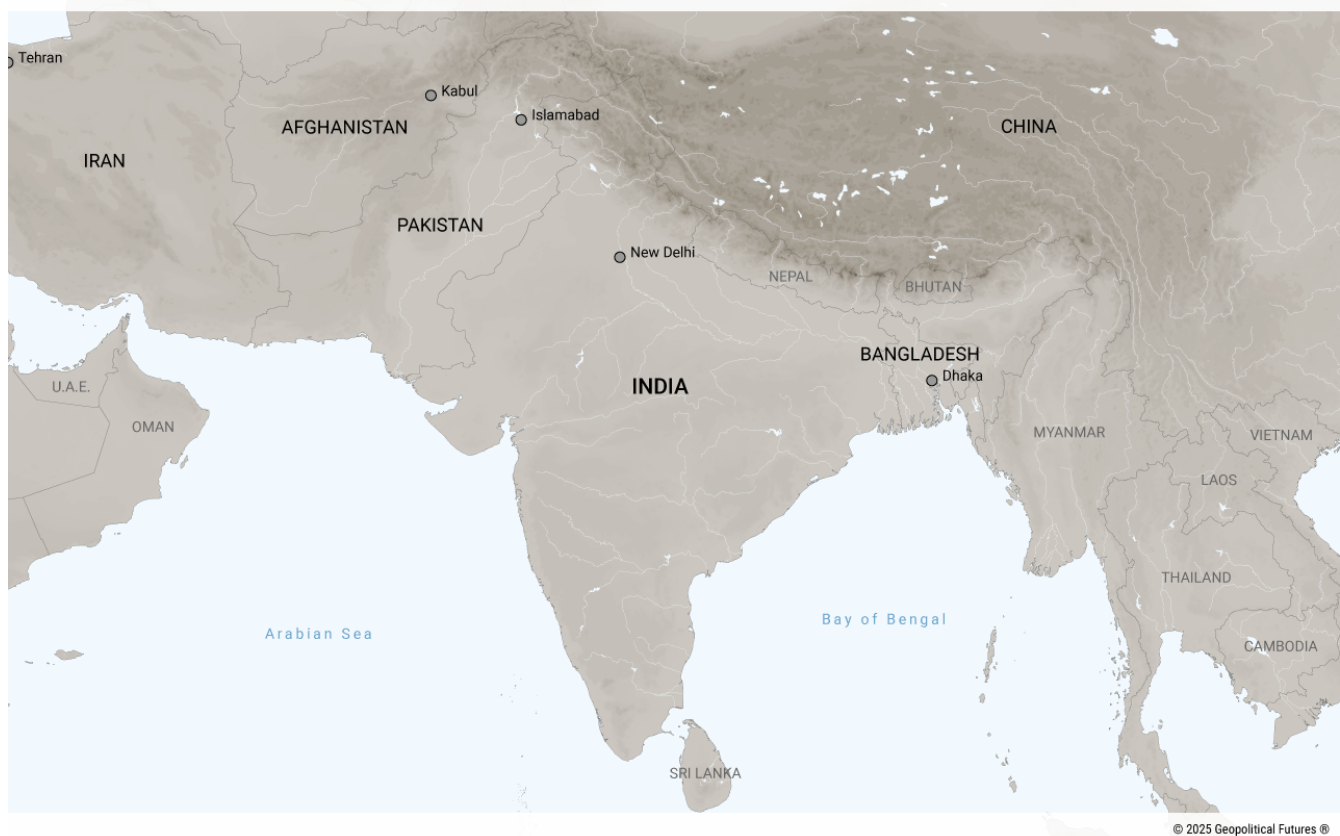 Tehran
Kabul
Islamabad
AFGHANISTAN
CHINA
IRAN
PAKISTAN
New Delhi
NEPAL
BHUTAN
BANGLADESH
Dhaka
INDIA
U.A.E.
OMAN
MYANMAR
VIETNAM
LAOS
THAILAND
Bay of Bengal
Arabian Sea
CAMBODIA
SRI LANKA
© 2025 Geopolitical Futures ®